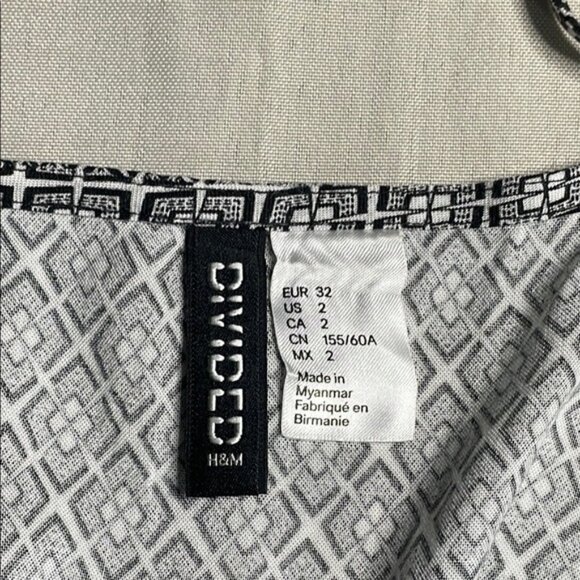 DIVIDED
H&M
EUR 32
US 2
CA 2
CN 155/60A
MX 2
Made in
Myanmar
Fabriqué en
Birmanie